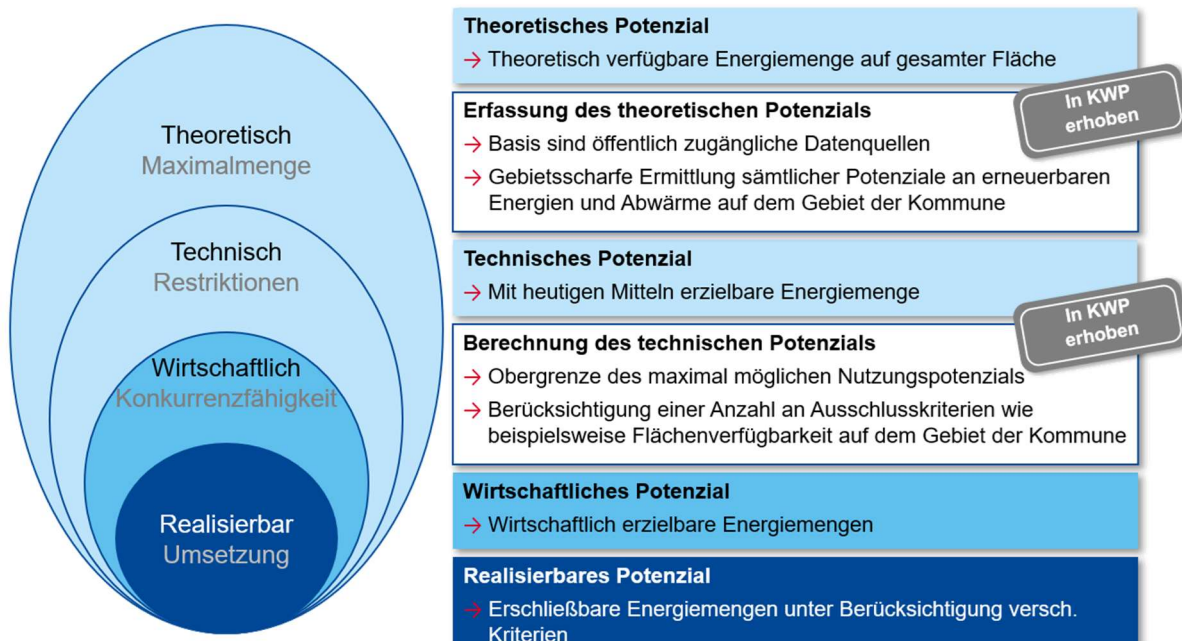 Theoretisch
Maximalmenge
Technisch
Restriktionen
Wirtschaftlich
Konkurrenzfähigkeit
Realisierbar
Umsetzung
Theoretisches Potenzial
→ Theoretisch verfügbare Energiemenge auf gesamter Fläche
In KWP
erhoben
Erfassung des theoretischen Potenzials
→ Basis sind öffentlich zugängliche Datenquellen
→ Gebietsscharfe Ermittlung sämtlicher Potenziale an erneuerbaren
Energien und Abwärme auf dem Gebiet der Kommune
Technisches Potenzial
→ Mit heutigen Mitteln erzielbare Energiemenge
In KWP
erhoben
Berechnung des technischen Potenzials
→ Obergrenze des maximal möglichen Nutzungspotenzials
→ Berücksichtigung einer Anzahl an Ausschlusskriterien wie
beispielsweise Flächenverfügbarkeit auf dem Gebiet der Kommune
Wirtschaftliches Potenzial
→ Wirtschaftlich erzielbare Energiemengen
Realisierbares Potenzial
→ Erschließbare Energiemengen unter Berücksichtigung versch.
Kriterien